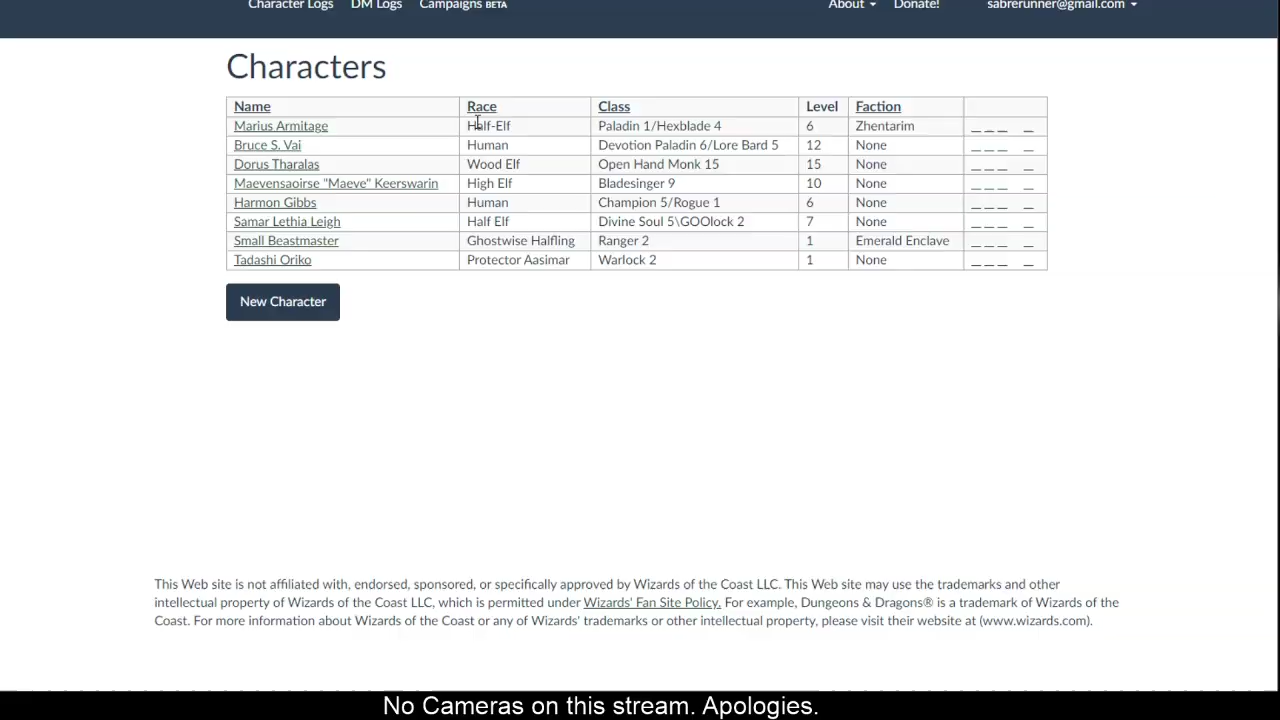 Character Logs DM Logs Campaigns BETA About Donate! sabrerunner@gmail.com
Characters
Name Race Class Level Faction
Marius Armitage Half-Elf Paladin 1/Hexblade 4 6 Zhentarim
Bruce S. Vai Human Devotion Paladin 6/Lore Bard 5 12 None
Dorus Tharalas Wood Elf Open Hand Monk 15 15 None
Maevensaoirse "Maeve" Keerswarin High Elf Bladesinger 9 10 None
Harmon Gibbs Human Champion 5/Rogue 1 6 None
Samar Lethia Leigh Half Elf Divine Soul 5\GOOlock 2 7 None
Small Beastmaster Ghostwise Halfling Ranger 2 1 Emerald Enclave
Tadashi Oriko Protector Aasimar Warlock 2 1 None
New Character
This Web site is not affiliated with, endorsed, sponsored, or specifically approved by Wizards of the Coast LLC. This Web site may use the trademarks and other
intellectual property of Wizards of the Coast LLC, which is permitted under Wizards' Fan Site Policy. For example, Dungeons & Dragons® is a trademark of Wizards of the
Coast. For more information about Wizards of the Coast or any of Wizards' trademarks or other intellectual property, please visit their website at (www.wizards.com).
No Cameras on this stream. Apologies.